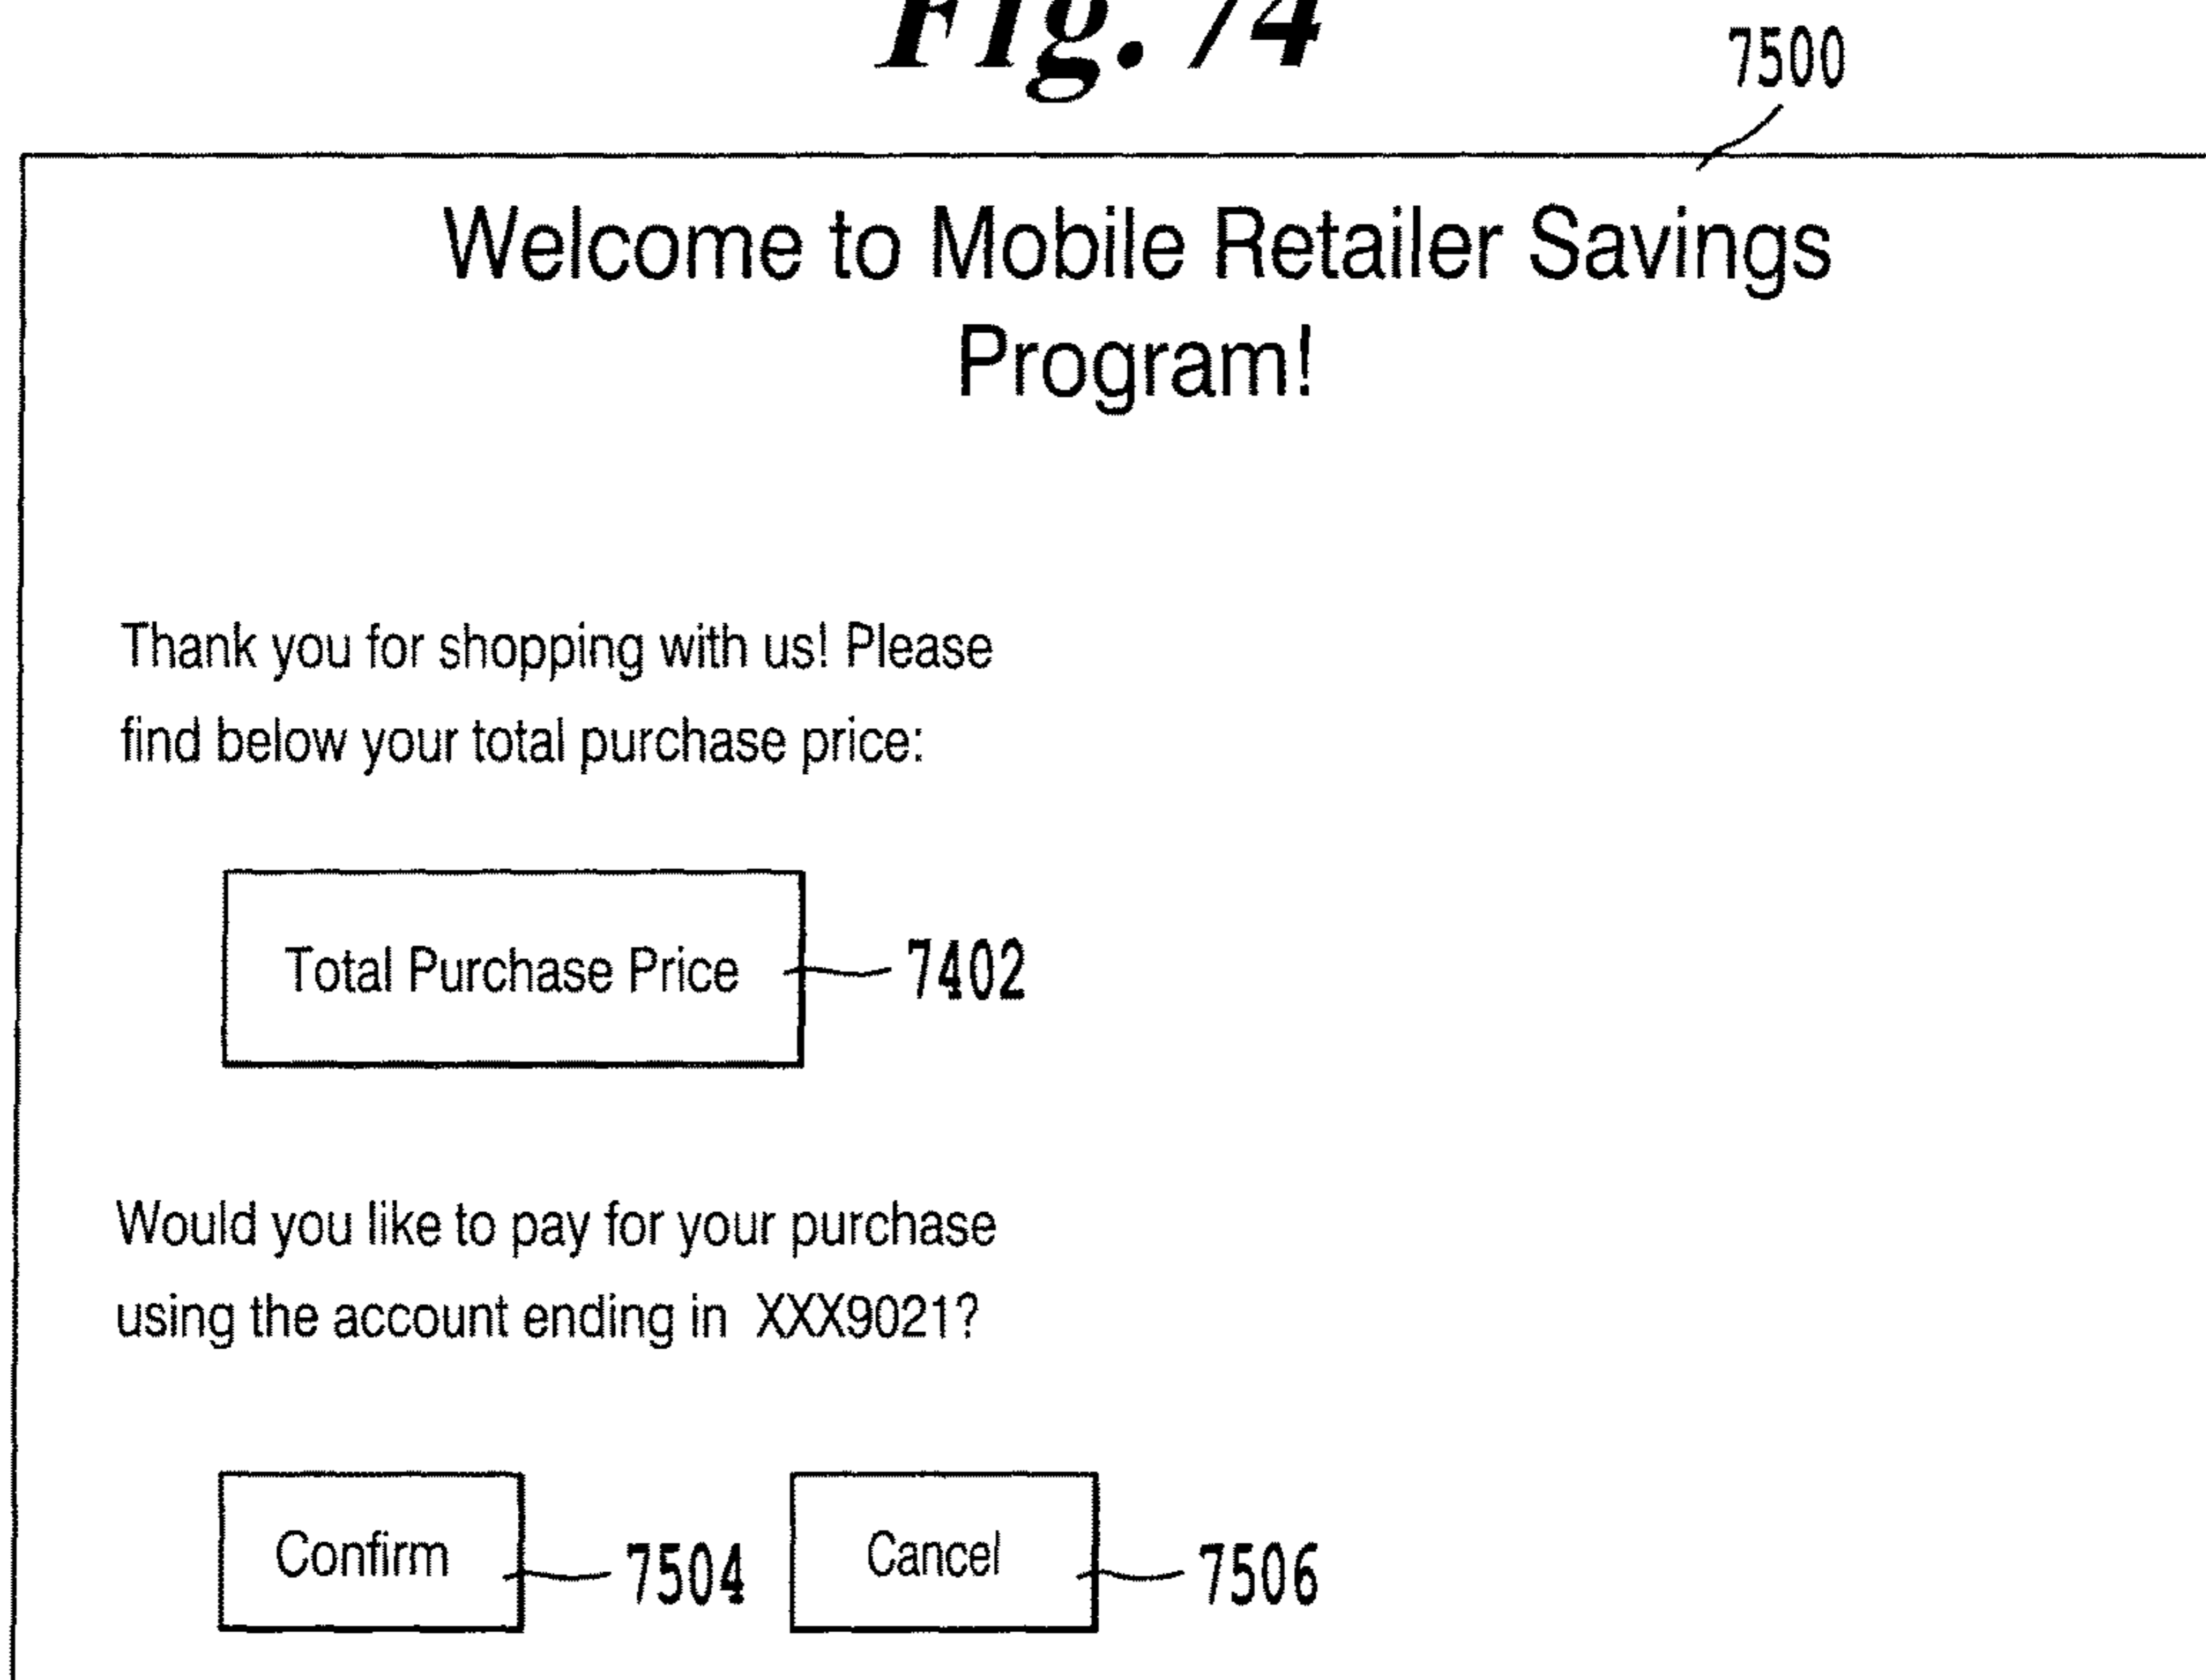 Fig. 74
7500
Welcome to Mobile Retailer Savings
Program!
Thank you for shopping with us! Please
find below your total purchase price:
Total Purchase Price
7402
Would you like to pay for your purchase
using the account ending in XXX9021?
Confirm
7504
Cancel
7506